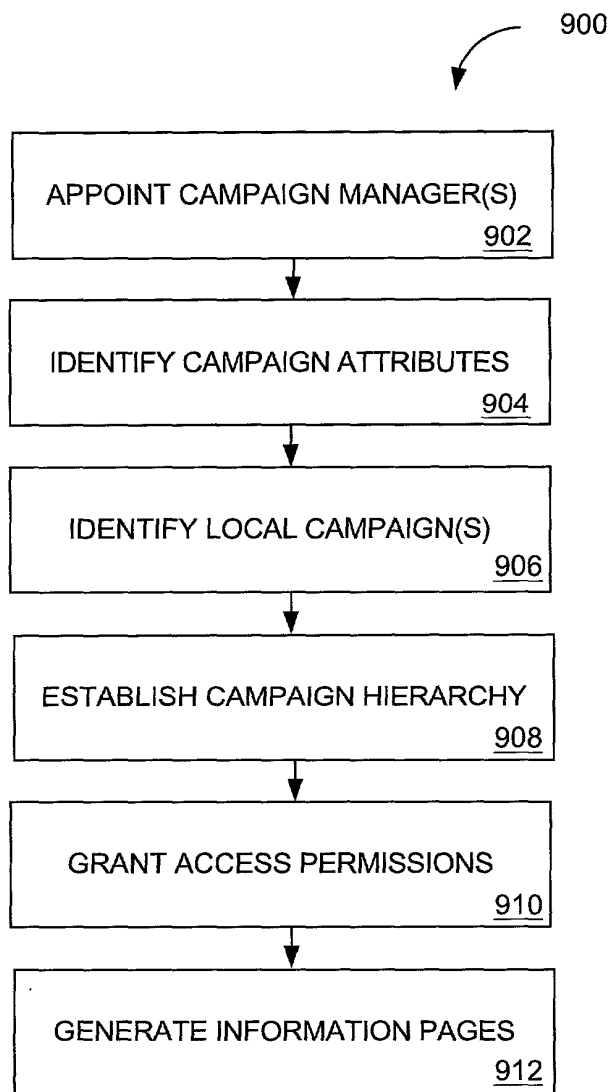 900
APPOINT CAMPAIGN MANAGER(S)
902
IDENTIFY CAMPAIGN ATTRIBUTES
904
IDENTIFY LOCAL CAMPAIGN(S)
906
ESTABLISH CAMPAIGN HIERARCHY
908
GRANT ACCESS PERMISSIONS
910
GENERATE INFORMATION PAGES
912